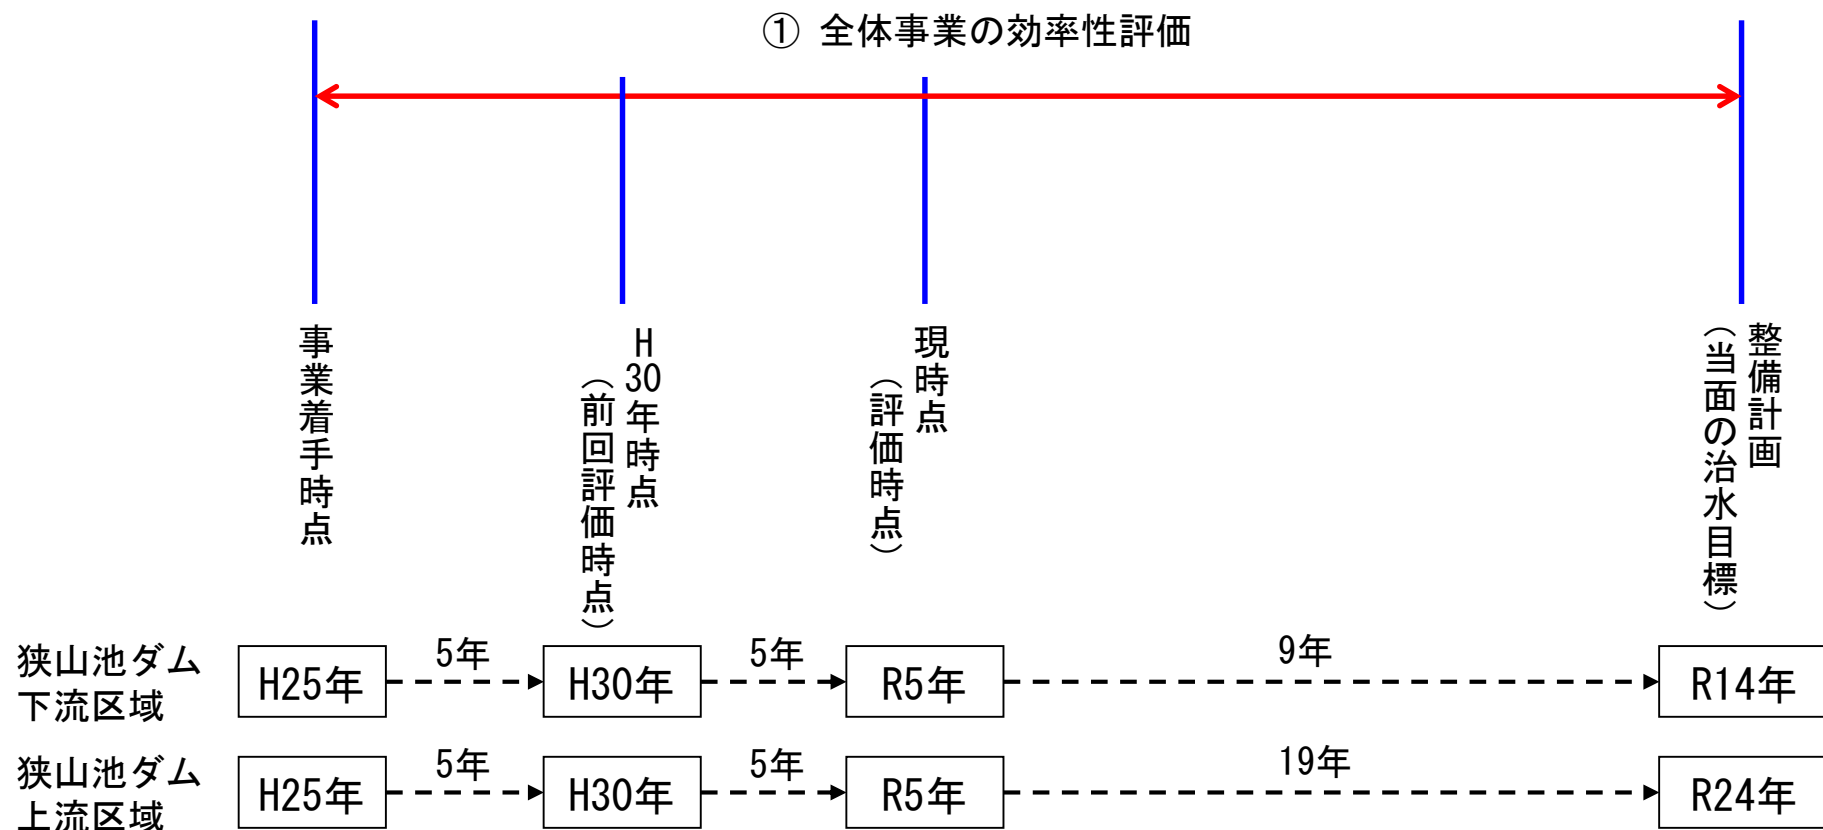 ① 全体事業の効率性評価
事業着手時点
H30年時点
（前回評価時点）
現時点
（評価時点）
整備計画
（当面の治水目標）
狭山池ダム
下流区域
H25年
5年
H30年
5年
R5年
9年
R14年
狭山池ダム
上流区域
H25年
5年
H30年
5年
R5年
19年
R24年